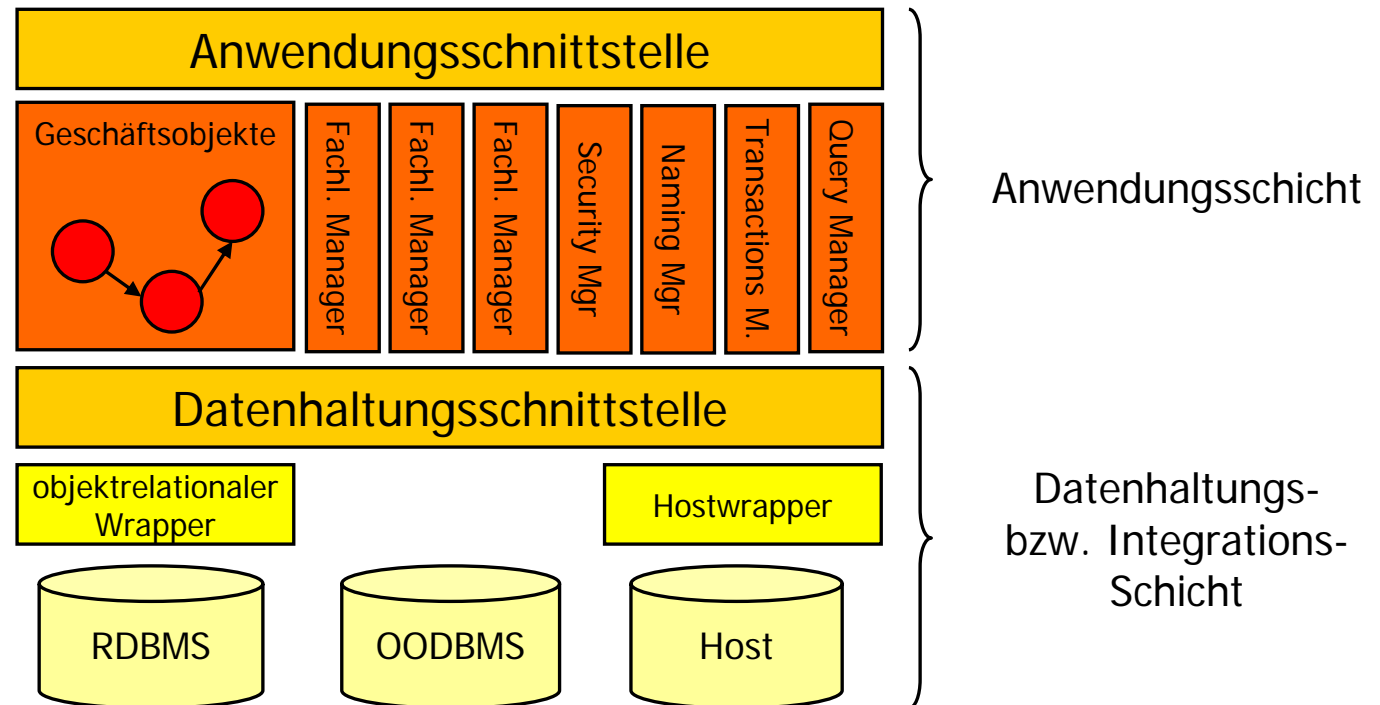 Anwendungsschnittstelle
Geschäftsobjekte
Fachl. Manager
Fachl. Manager
Fachl. Manager
Security Mgr
Naming Mgr
Transactions M.
Query Manager
Anwendungsschicht
Datenhaltungsschnittstelle
objektrelationaler
Wrapper
Hostwrapper
RDBMS
OODBMS
Host
Datenhaltungs-
bzw. Integrations-
Schicht